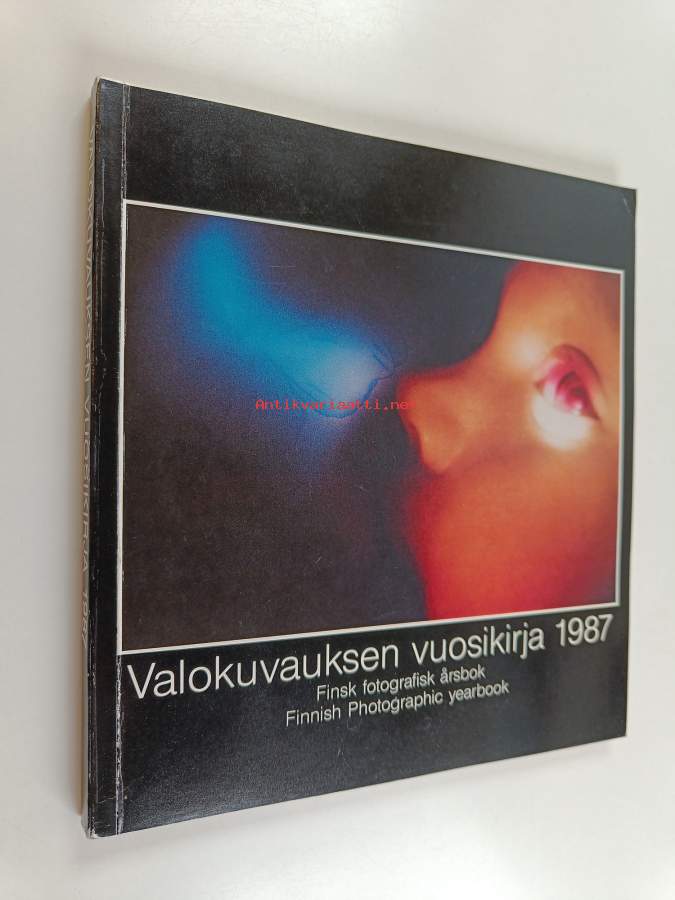 VALOKUVAUKSEN VUOSIKIRJA 1987
Antikvariaatti.net
Valokuvauksen vuosikirja 1987
Finsk fotografisk årsbok
Finnish Photographic yearbook